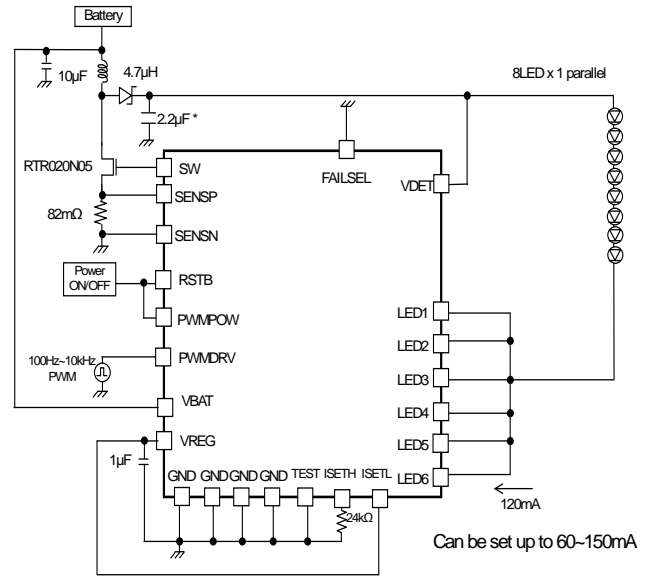 Battery
10µF
4.7µH
8LED x 1 parallel
2.2µF *
RTR020N05
SW
FAILSEL
VDET
SENSP
82mΩ
SENSN
Power
ON/OFF
RSTB
PWMPOW
LED1
LED2
100Hz~10kHz
PWM
PWMDRV
LED3
VBAT
LED4
VREG
LED5
1µF
GND GND GND GND TEST ISETH ISETL
LED6
24kΩ
120mA
Can be set up to 60~150mA